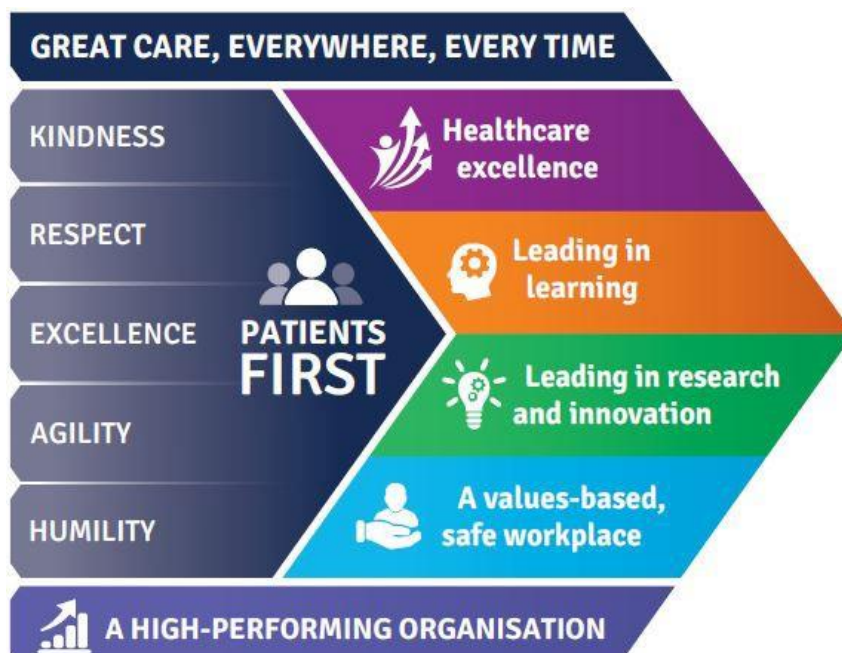 GREAT CARE, EVERYWHERE, EVERY TIME
KINDNESS
RESPECT
EXCELLENCE
AGILITY
HUMILITY
PATIENTS
FIRST
Healthcare
excellence
Leading in
learning
Leading in research
and innovation
A values-based,
safe workplace
A HIGH-PERFORMING ORGANISATION